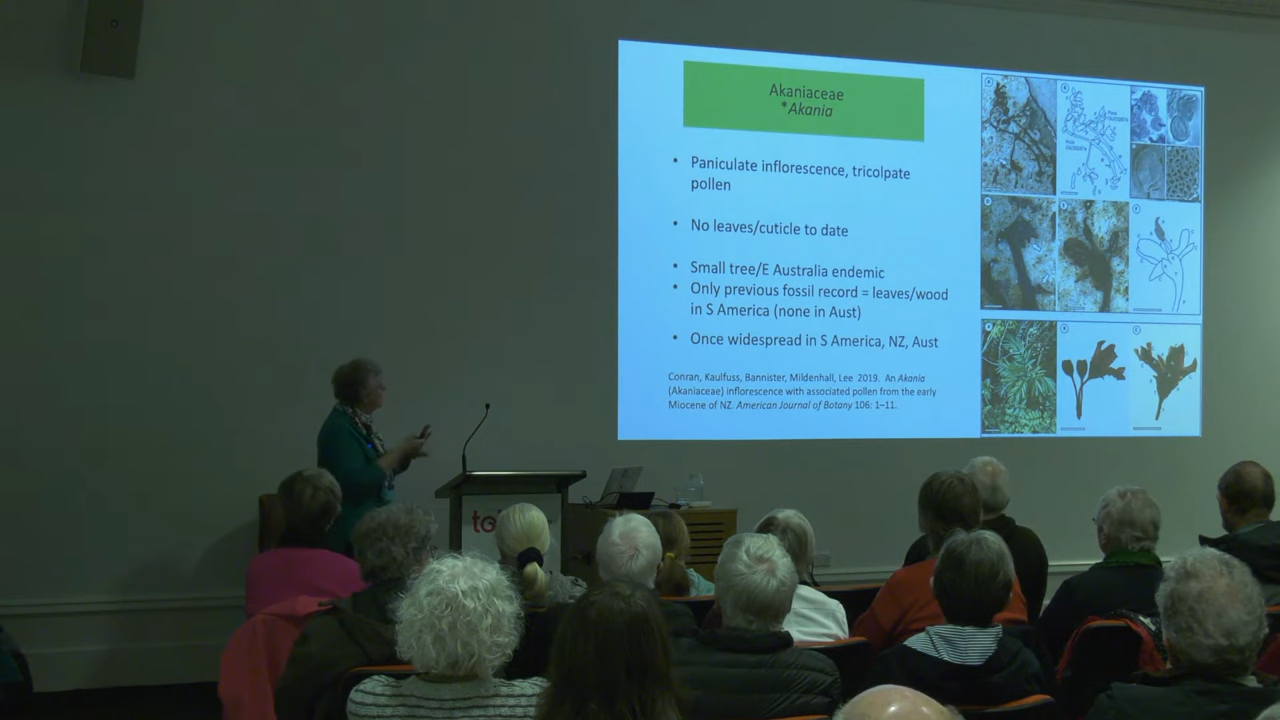 Akaniaceae
*Akania
• Paniculate inflorescence, tricolpate
pollen
• No leaves/cuticle to date
• Small tree/E Australia endemic
• Only previous fossil record = leaves/wood
in S America (none in Aust)
• Once widespread in S America, NZ, Aust
Conran, Kaulfuss, Bannister, Mildenhall, Lee 2019. An Akania
(Akaniaceae) inflorescence with associated pollen from the early
Miocene of NZ. American Journal of Botany 106: 1–11.